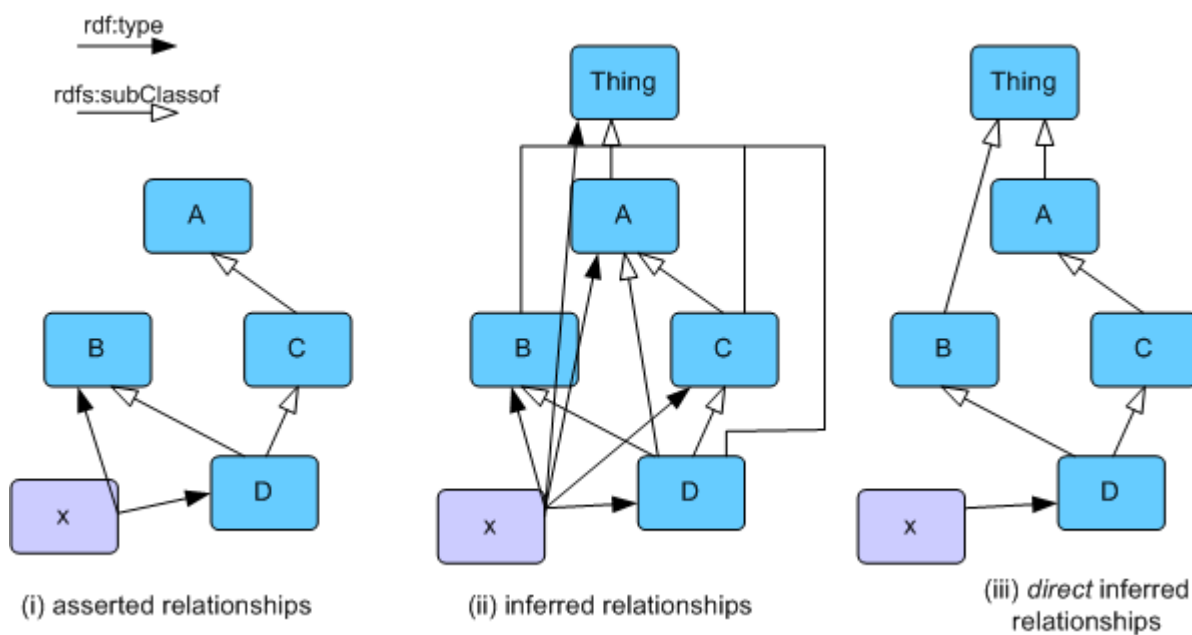 rdf:type
rdfs:subClassof
A
B
C
D
x
(i) asserted relationships
Thing
A
B
C
D
x
(ii) inferred relationships
Thing
A
B
C
D
x
(iii) direct inferred
relationships